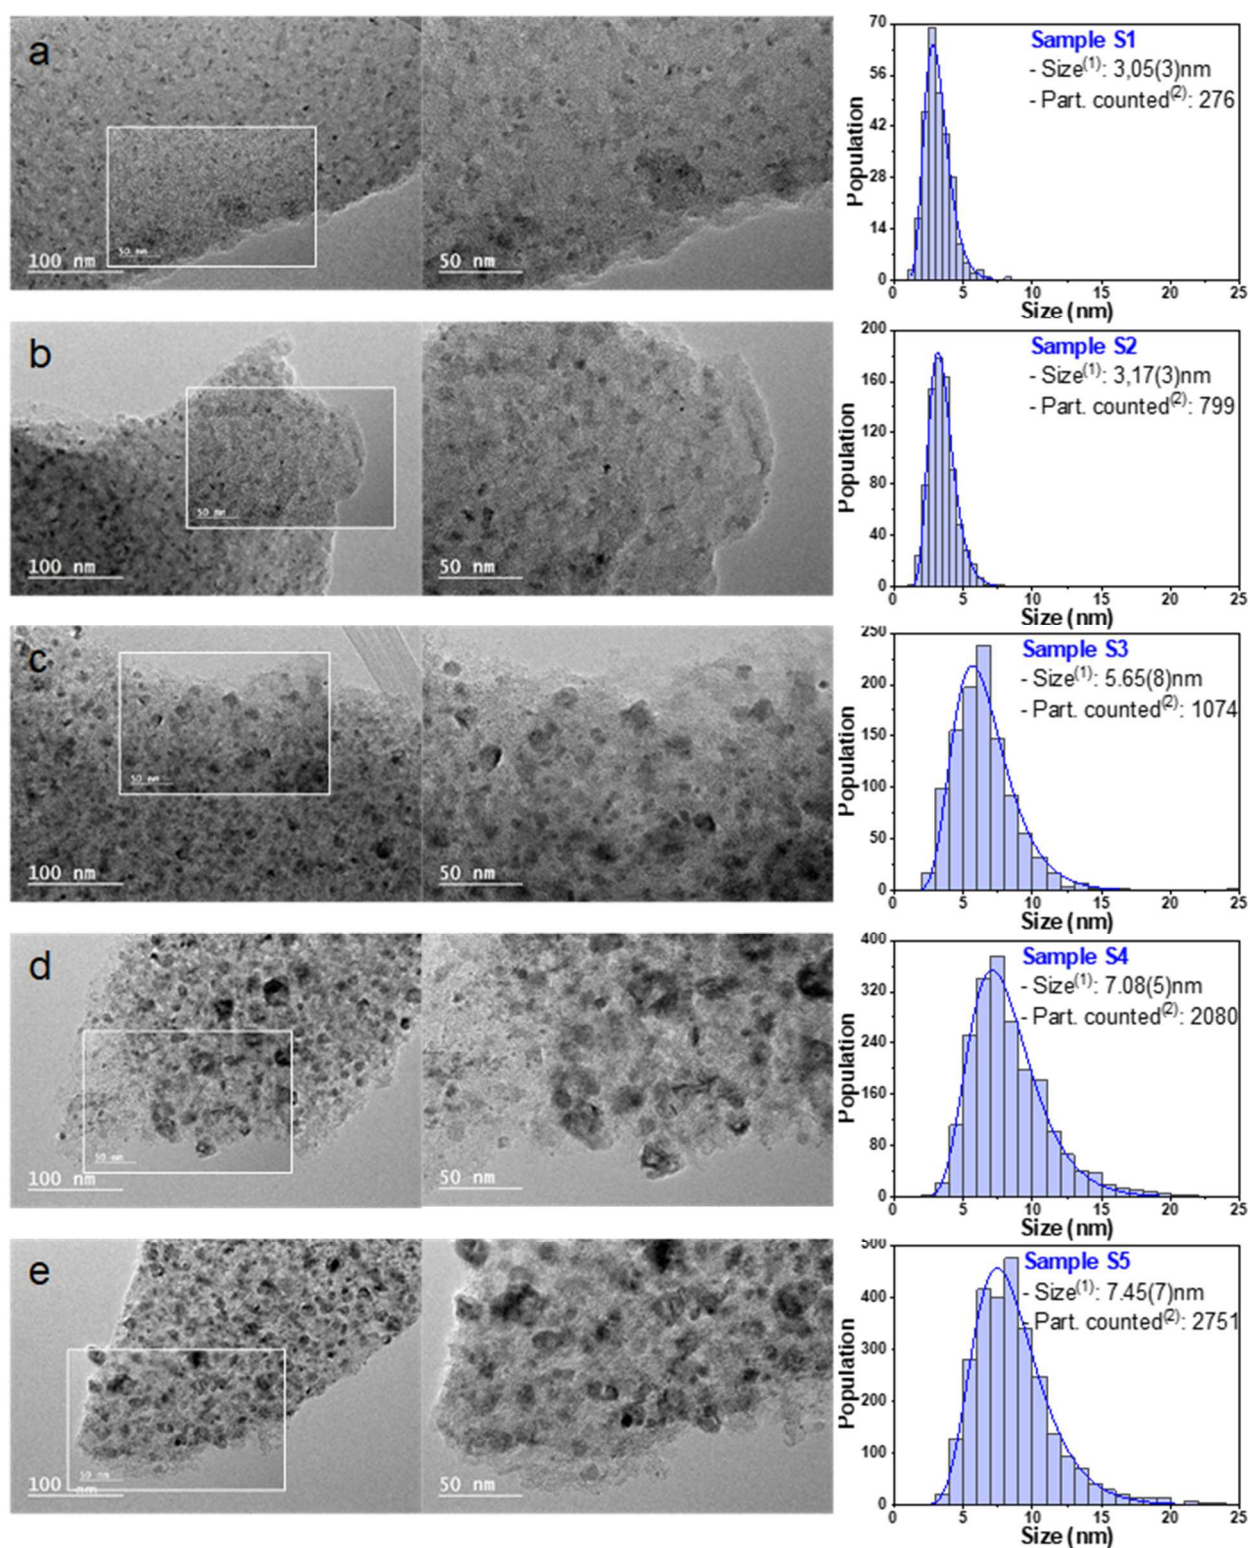 a
50 nm
100 nm
50 nm
70
56
42
28
14
0
Population
Sample S1
- Size(1): 3,05(3)nm
- Part. counted(2): 276
0 5 10 15 20 25
Size (nm)
b
50 nm
100 nm
50 nm
200
160
120
80
40
0
Population
Sample S2
- Size(1): 3,17(3)nm
- Part. counted(2): 799
0 5 10 15 20 25
Size (nm)
c
50 nm
100 nm
50 nm
250
200
150
100
50
0
Population
Sample S3
- Size(1): 5.65(8)nm
- Part. counted(2): 1074
0 5 10 15 20 25
Size (nm)
d
50 nm
100 nm
50 nm
400
320
240
160
80
0
Population
Sample S4
- Size(1): 7.08(5)nm
- Part. counted(2): 2080
0 5 10 15 20 25
Size (nm)
e
50 nm
100 nm
50 nm
500
400
300
200
100
0
Population
Sample S5
- Size(1): 7.45(7)nm
- Part. counted(2): 2751
0 5 10 15 20 25
Size (nm)